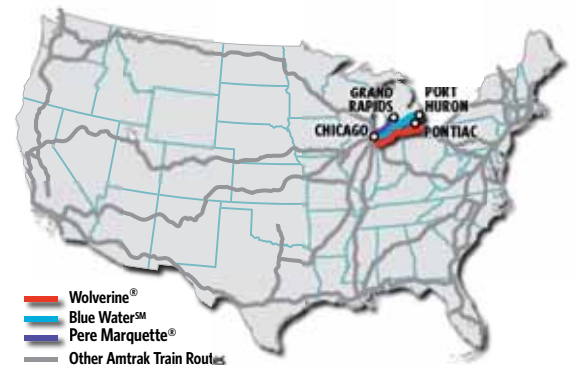 GRAND
RAPIDS
PORT
HURON
CHICAGO
PONTIAC
Wolverine®
Blue Water℠
Pere Marquette®
Other Amtrak Train Routes